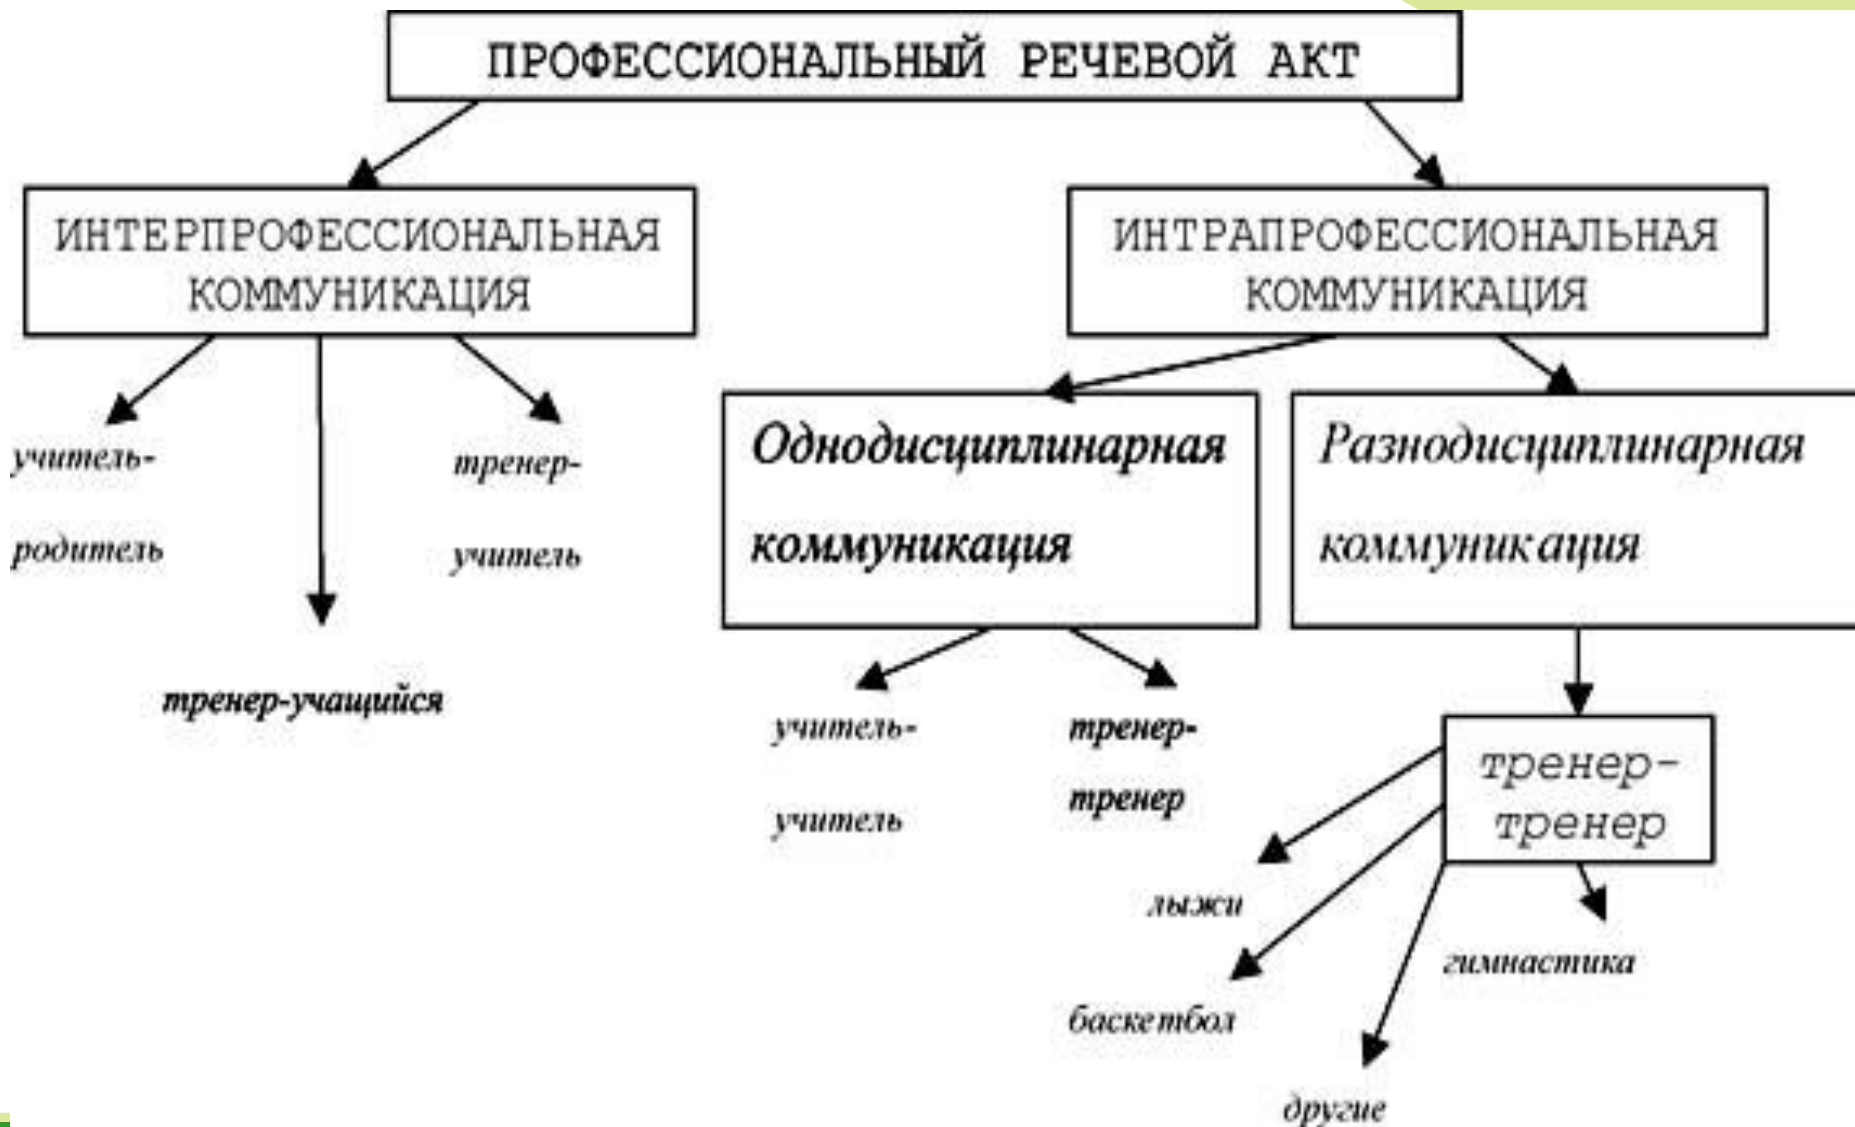 ПРОФЕССИОНАЛЬНЫЙ РЕЧЕВОЙ АКТ
ИНТЕРПРОФЕССИОНАЛЬНАЯ
КОММУНИКАЦИЯ
ИНТРАПРОФЕССИОНАЛЬНАЯ
КОММУНИКАЦИЯ
учитель-
родитель
тренер-
учитель
тренер-учащийся
Однодисциплинарная
коммуникация
Разнодисциплинарная
коммуникация
учитель-
учитель
тренер-
тренер
тренер-
тренер
лыжи
гимнастика
баскетбол
другие